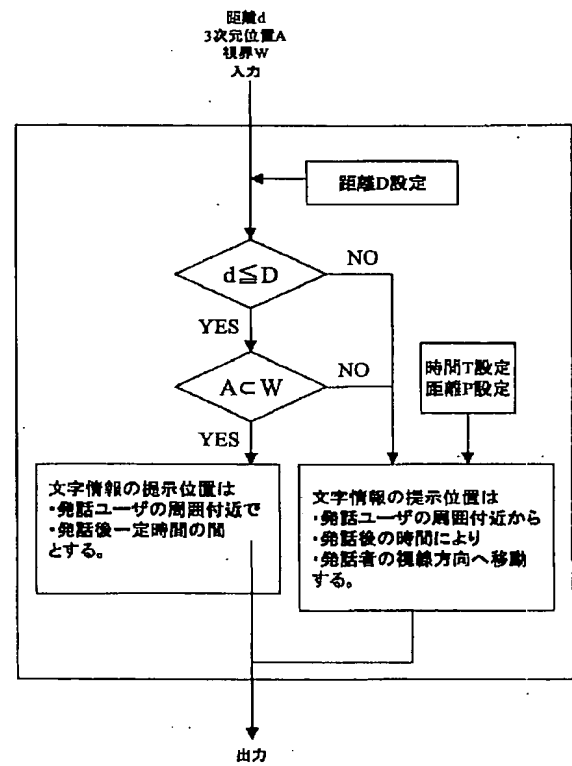 距離d
3次元位置A
視界W
入力
距離D設定
d≦D
NO
YES
A⊂W
NO
時間T設定
距離P設定
YES
文字情報の提示位置は
・発話ユーザの周囲付近で
・発話後一定時間の間
とする。
文字情報の提示位置は
・発話ユーザの周囲付近から
・発話後の時間により
・発話者の視線方向へ移動
する。
出力